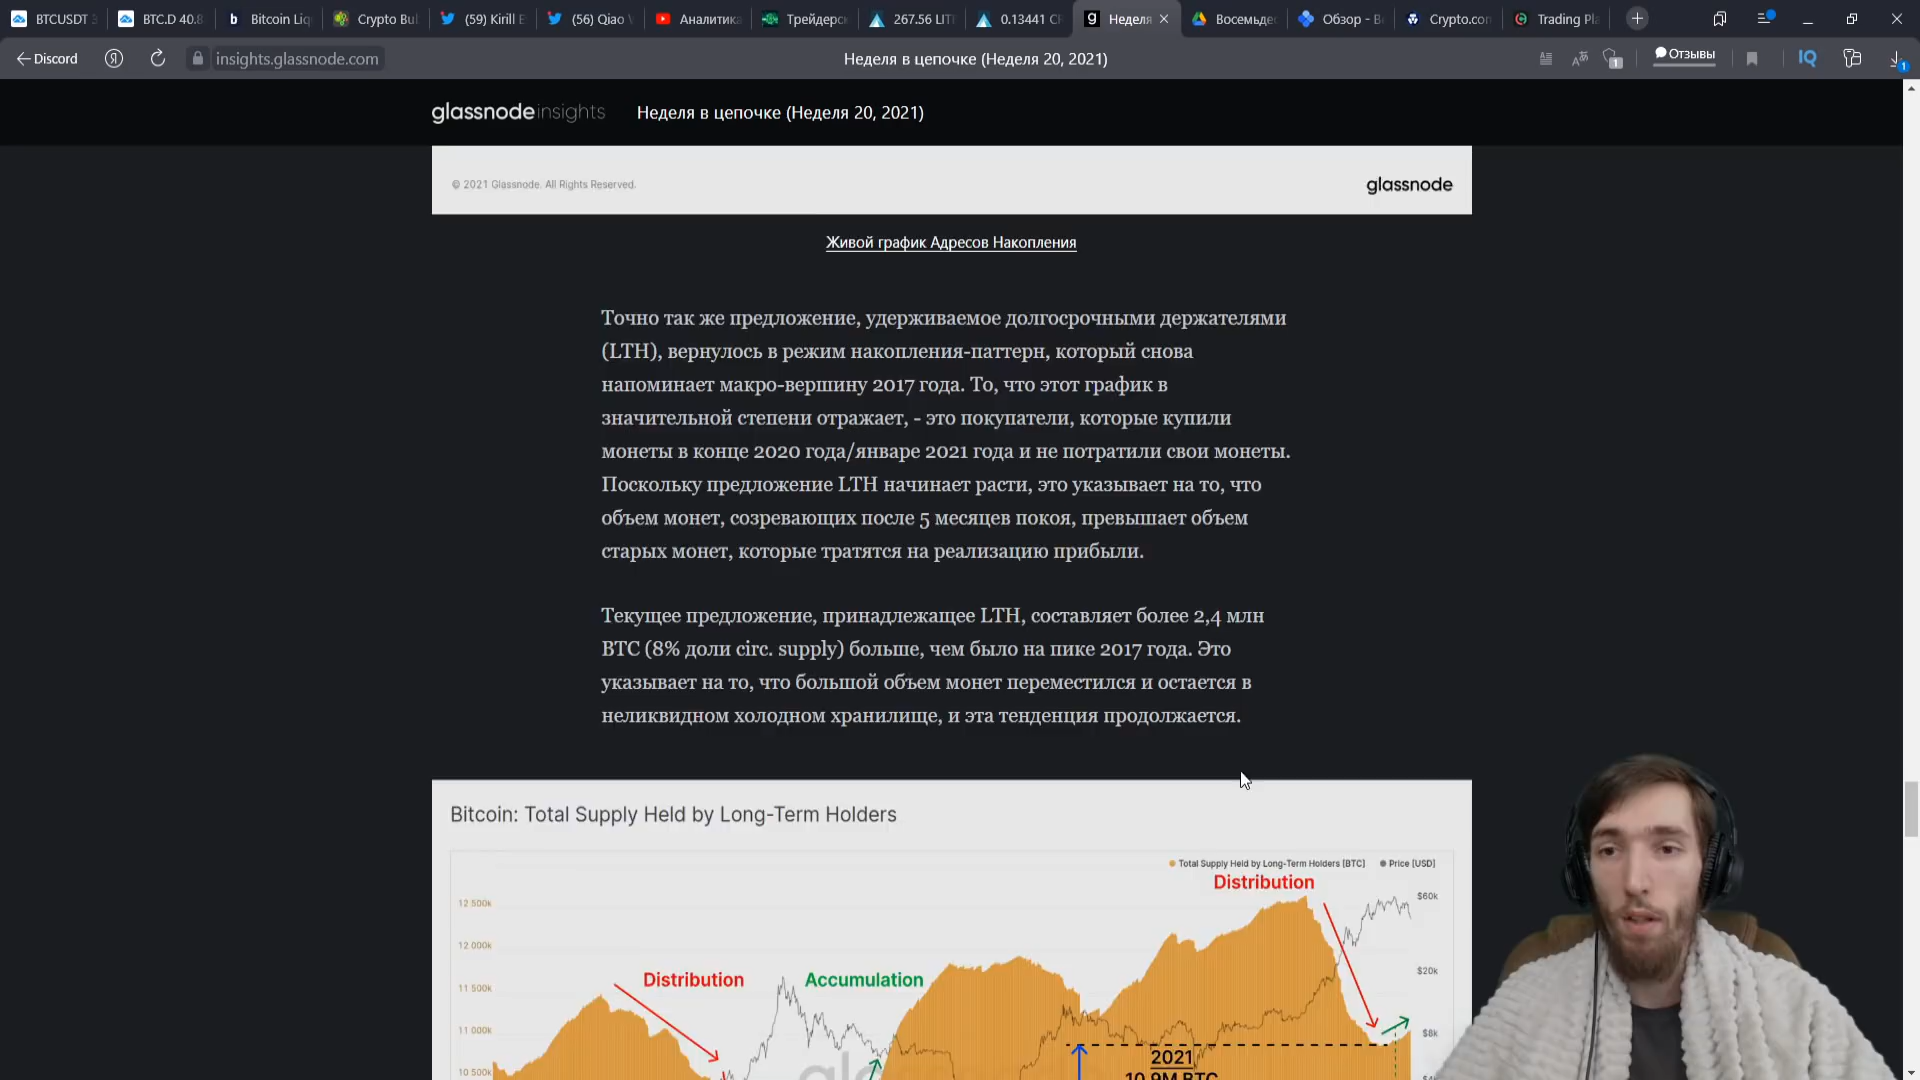 BTCUSDT
BTC.D 40.8
Bitcoin Liq
Crypto Bul
(59) Kirill E
(56) Qiao
Аналитика
Трейдерс
267.56 LIT
0.13441 C
Неделя
Восемьде
Обзор - B
Crypto.con
Trading Pla
Discord
insights.glassnode.com
Неделя в цепочке (Неделя 20, 2021)
1
Отзывы
IQ
1
glassnode insights
Неделя в цепочке (Неделя 20, 2021)
© 2021 Glassnode. All Rights Reserved.
glassnode
Живой график Адресов Накопления
Точно так же предложение, удерживаемое долгосрочными держателями
(LTH), вернулось в режим накопления-паттерн, который снова
напоминает макро-вершину 2017 года. То, что этот график в
значительной степени отражает, - это покупатели, которые купили
монеты в конце 2020 года/январе 2021 года и не потратили свои монеты.
Поскольку предложение LTH начинает расти, это указывает на то, что
объем монет, созревающих после 5 месяцев покоя, превышает объем
старых монет, которые тратятся на реализацию прибыли.
Текущее предложение, принадлежащее LTH, составляет более 2,4 млн
BTC (8% доли circ. supply) больше, чем было на пике 2017 года. Это
указывает на то, что большой объем монет переместился и остается в
неликвидном холодном хранилище, и эта тенденция продолжается.
Bitcoin: Total Supply Held by Long-Term Holders
Total Supply Held by Long-Term Holders [BTC]
Price [USD]
Distribution
12 500k
$60k
12 000k
Distribution
Accumulation
$20k
11 500k
11 000k
$8k
2021
10.9M BTC
10 500k